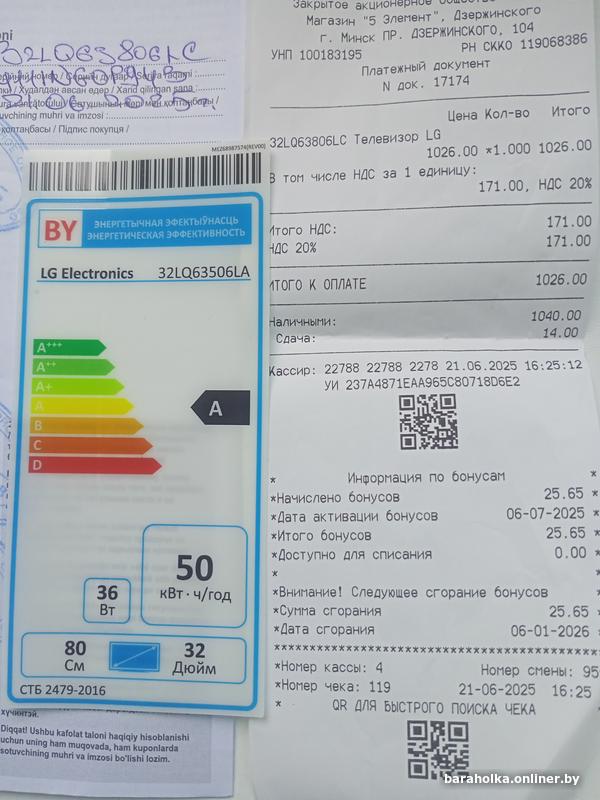 32LQ63806LC
қолтаңбасы / Підпис покупця /
MEZ68987574(REV00)
BY
ЭНЕРГЕТЫЧНАЯ ЭФЕКТЫЎНАСЦЬ
ЭНЕРГЕТИЧЕСКАЯ ЭФФЕКТИВНОСТЬ
LG Electronics 32LQ63506LA
A+++
A++
A+
A
B
C
D
A
50
кВт · ч/год
36
Вт
80
См
32
Дюйм
СТБ 2479-2016
Diqqat! Ushbu kafolat taloni haqiqiy hisoblanishi
uchun uning ham muqovada, ham kuponlarda
sotuvchining muhri va imzosi bo'lishi lozim.
Закрытое акционерное
Магазин "5 Элемент", Дзержинского
г. Минск ПР. ДЗЕРЖИНСКОГО, 104
УНП 100183195 РН СККО 119068386
Платежный документ
N док. 17174
Цена Кол-во Итого
32LQ63806LC Телевизор LG
1026.00 *1.000 1026.00
В том числе НДС за 1 единицу:
171.00, НДС 20%
Итого НДС: 171.00
НДС 20% 171.00
ИТОГО К ОПЛАТЕ 1026.00
Наличными: 1040.00
Сдача: 14.00
Кассир: 22788 22788 2278 21.06.2025 16:25:12
УИ 237A4871EAA965C80718D6E2
* Информация по бонусам *
*Начислено бонусов 25.65 *
*Дата активации бонусов 06-07-2025 *
*Итого бонусов 25.65 *
*Доступно для списания 0.00 *
* *
*Внимание! Следующее сгорание бонусов *
*Сумма сгорания 25.65 *
*Дата сгорания 06-01-2026 *
*Номер кассы: 4 Номер смены: 95
*Номер чека: 119 21-06-2025 16:25
* QR ДЛЯ БЫСТРОГО ПОИСКА ЧЕКА
baraholka.onliner.by